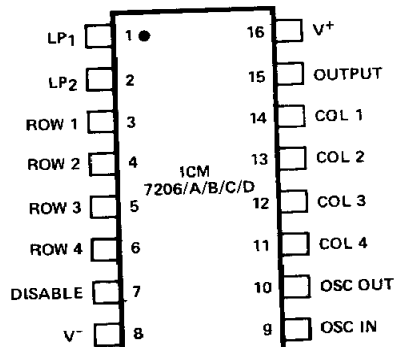 LP1 1 16 V+
LP2 2 15 OUTPUT
ROW 1 3 14 COL 1
ROW 2 4 13 COL 2
ICM
7206/A/B/C/D
ROW 3 5 12 COL 3
ROW 4 6 11 COL 4
DISABLE 7 10 OSC OUT
V- 8 9 OSC IN